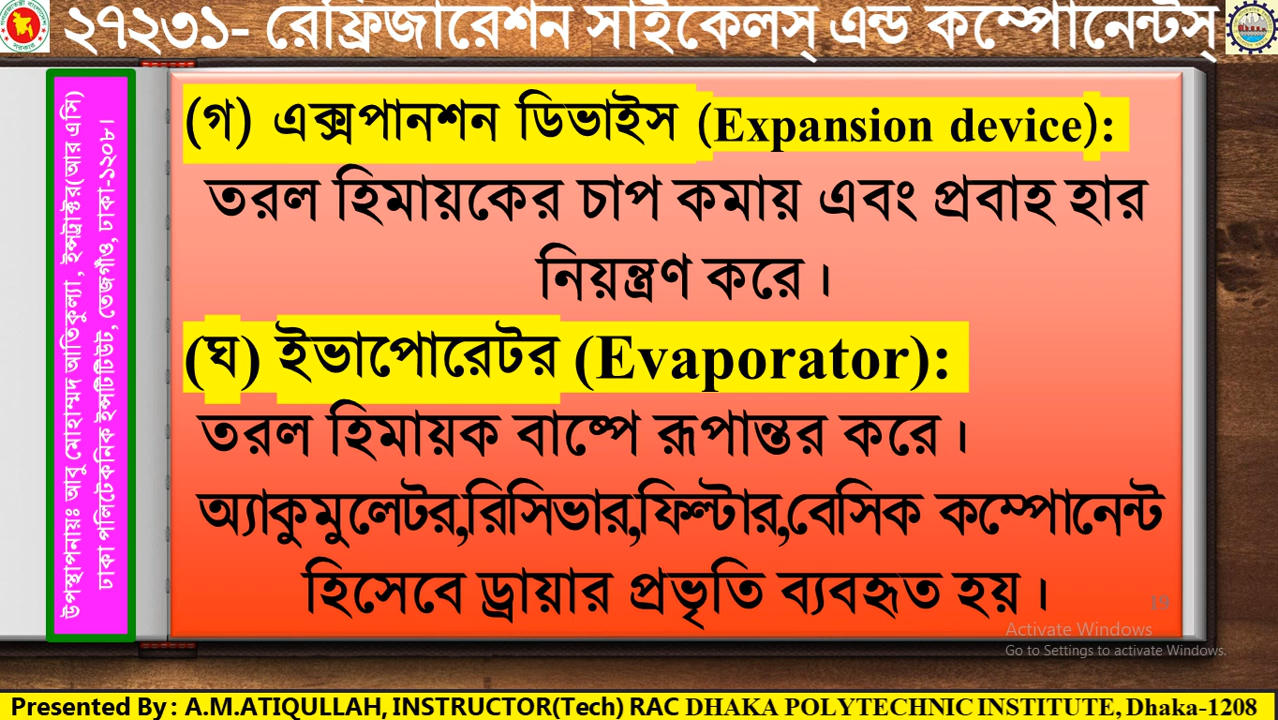 ২৭২৩১- রেফ্রিজারেশন সাইকেলস্ এন্ড কম্পোনেন্টস্
উপস্থাপনায়ঃ আবু মোহাম্মদ আতিকুল্যা, ইন্সট্রাক্টর(আর এসি)
ঢাকা পলিটেকনিক ইন্সটিটিউট, তেজগাঁও, ঢাকা-১২০৮।
(গ) এক্সপানশন ডিভাইস (Expansion device):
তরল হিমায়কের চাপ কমায় এবং প্রবাহ হার
নিয়ন্ত্রণ করে।
(ঘ) ইভাপোরেটর (Evaporator):
তরল হিমায়ক বাষ্পে রূপান্তর করে।
অ্যাকুমুলেটর,রিসিভার,ফিল্টার,বেসিক কম্পোনেন্ট
হিসেবে ড্রায়ার প্রভৃতি ব্যবহৃত হয়।
19
Activate Windows
Go to Settings to activate Windows.
Presented By : A.M.ATIQULLAH, INSTRUCTOR(Tech) RAC DHAKA POLYTECHNIC INSTITUTE, Dhaka-1208